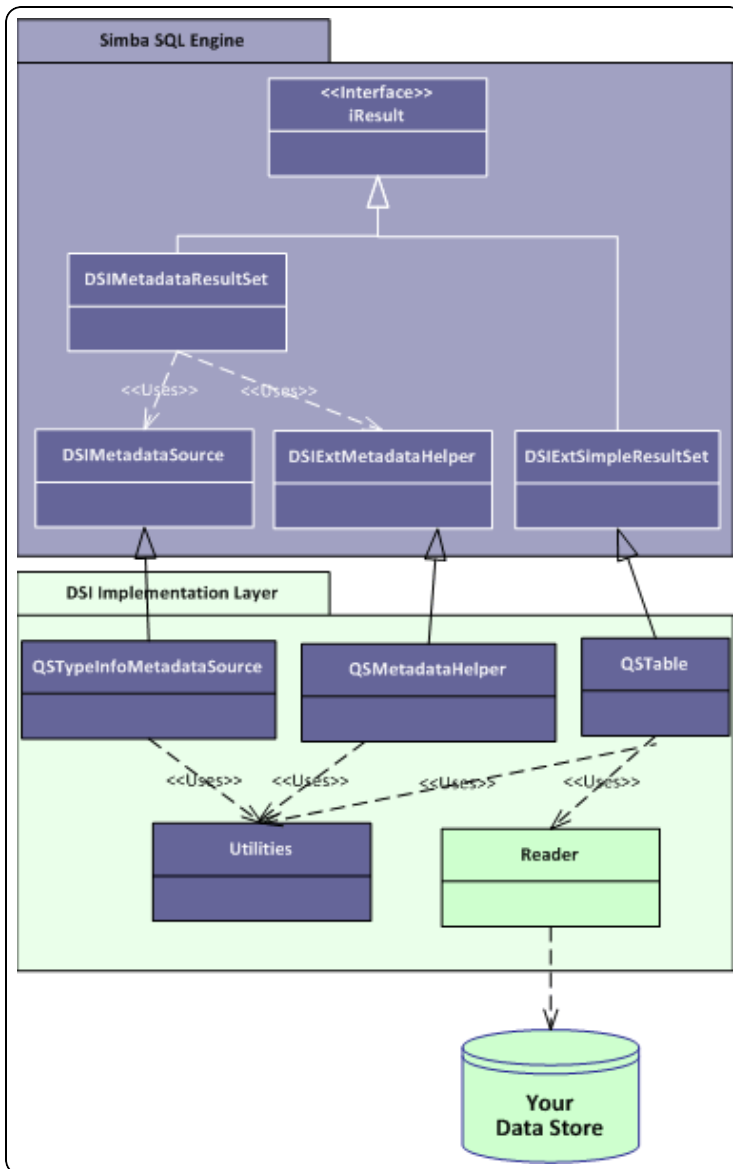 Simba SQL Engine
<<Interface>>
iResult
DSIMetadataResultSet
<<Uses>>
<<Uses>>
DSIMetadataSource
DSIExtMetadataHelper
DSIExtSimpleResultSet
DSI Implementation Layer
QSTypeInfoMetadataSource
QSMetadataHelper
QSTable
<<Uses>>
<<Uses>>
<<Uses>>
<<Uses>>
Utilities
Reader
Your
Data Store